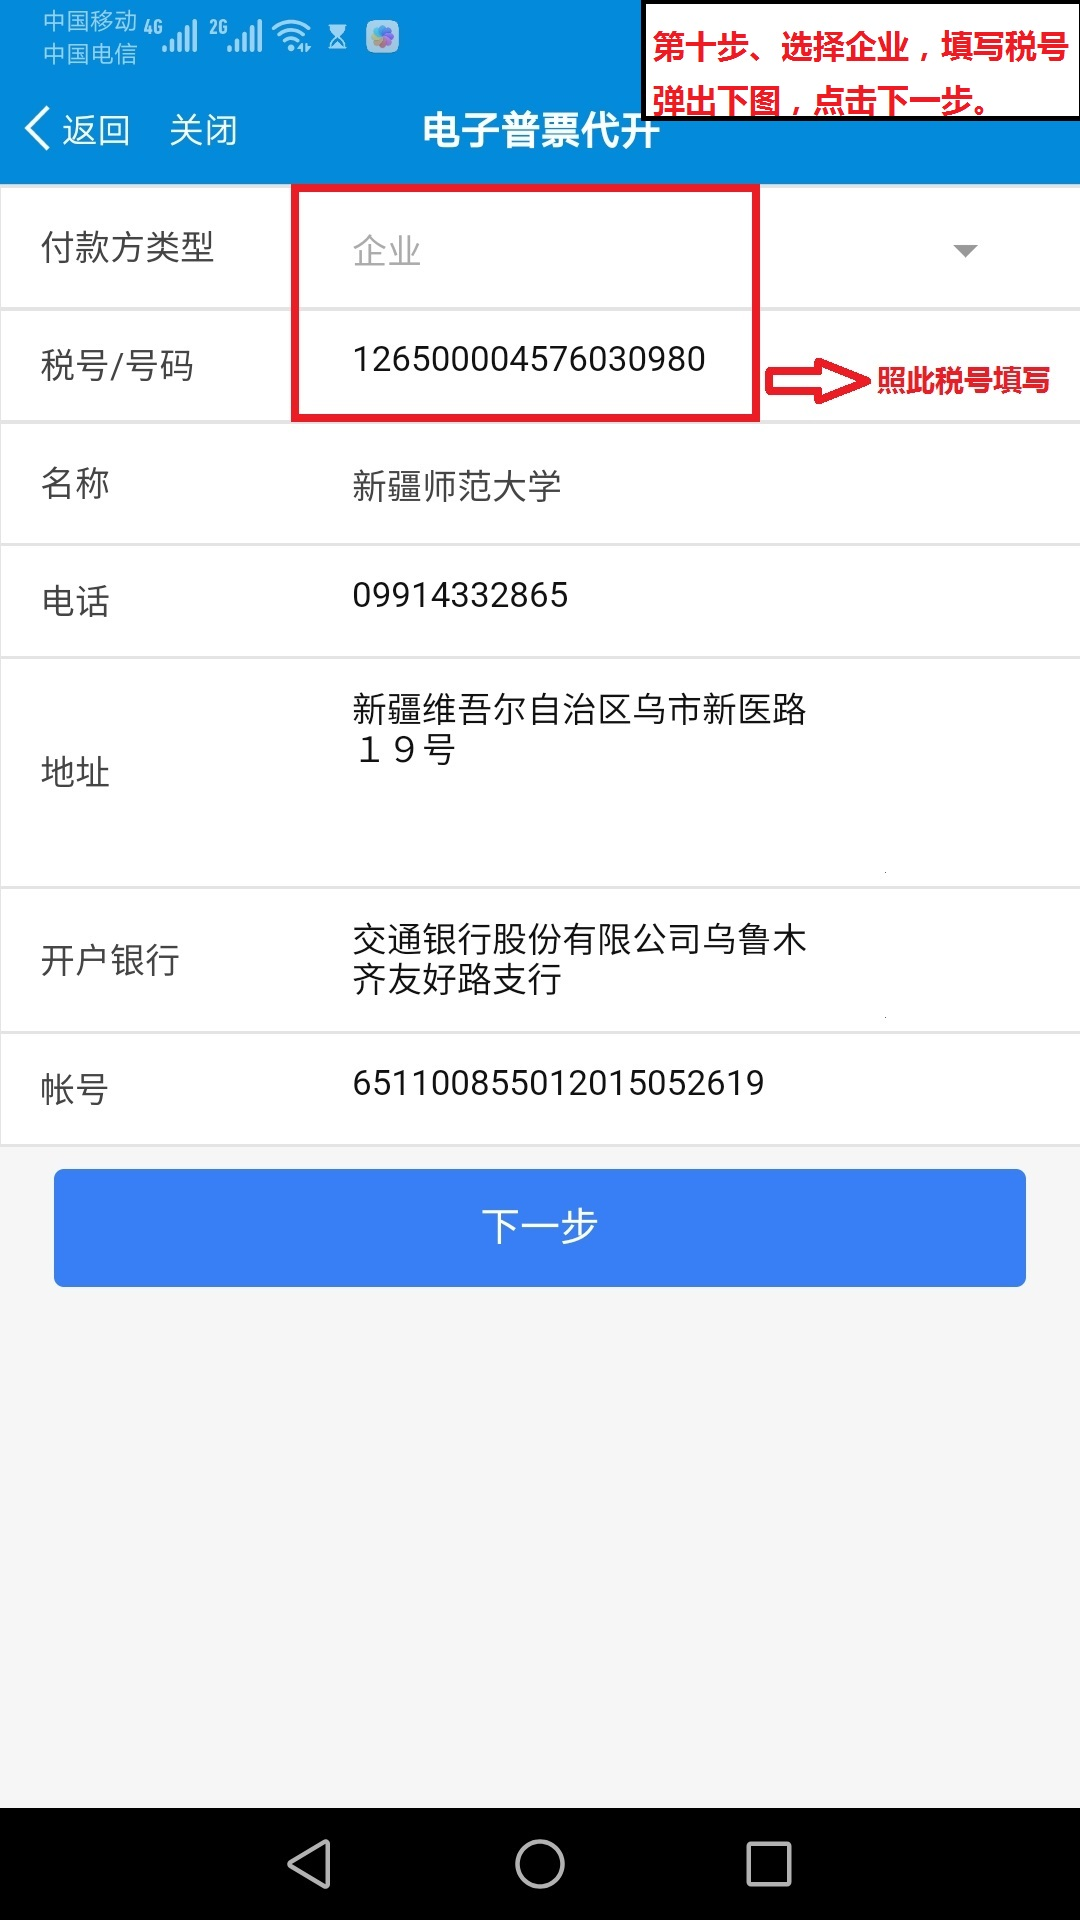 中国移动 4G 2G
中国电信
第十步、选择企业，填写税号
弹出下图，点击下一步。
返回 关闭 电子普票代开
付款方类型 企业
税号/号码 126500004576030980
照此税号填写
名称 新疆师范大学
电话 09914332865
地址 新疆维吾尔自治区乌市新医路
１９号
开户银行 交通银行股份有限公司乌鲁木
齐友好路支行
帐号 651100855012015052619
下一步